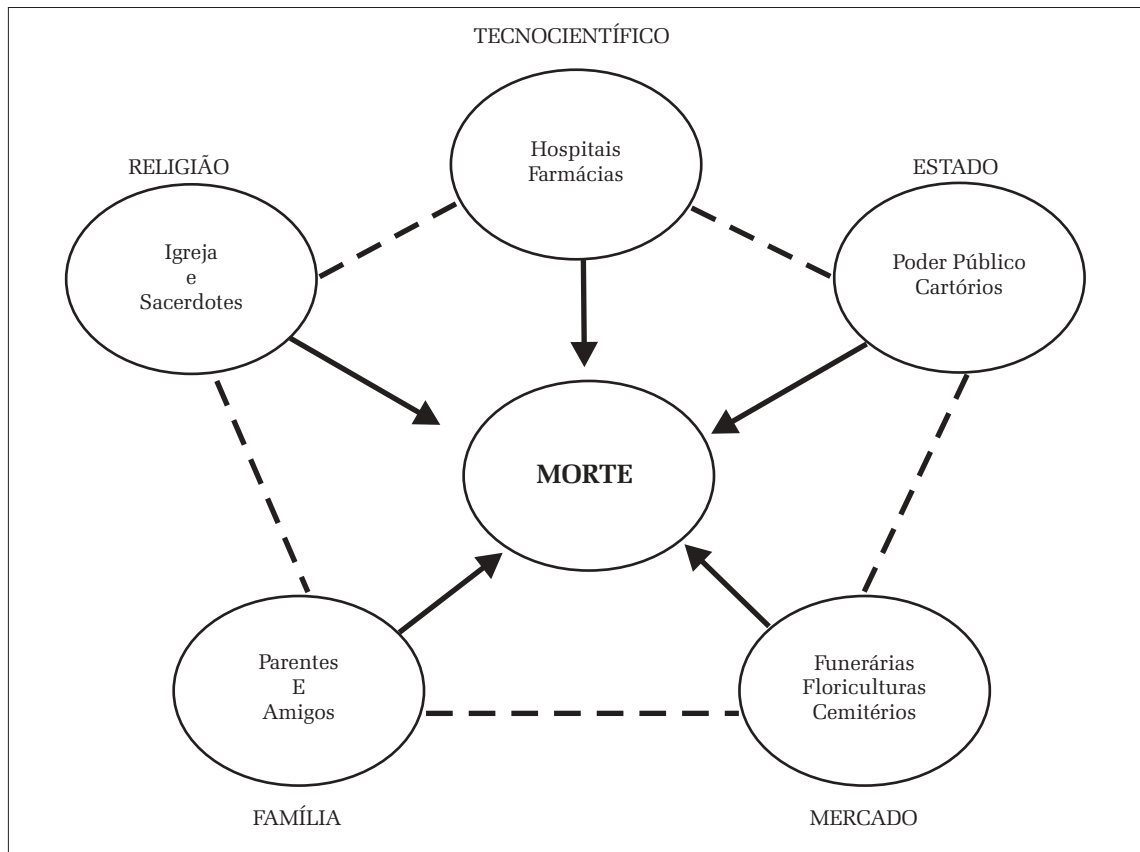 TECNOCIENTÍFICO
Hospitais
Farmácias
RELIGIÃO
Igreja
e
Sacerdotes
ESTADO
Poder Público
Cartórios
MORTE
Parentes
E
Amigos
FAMÍLIA
Funerárias
Floriculturas
Cemitérios
MERCADO